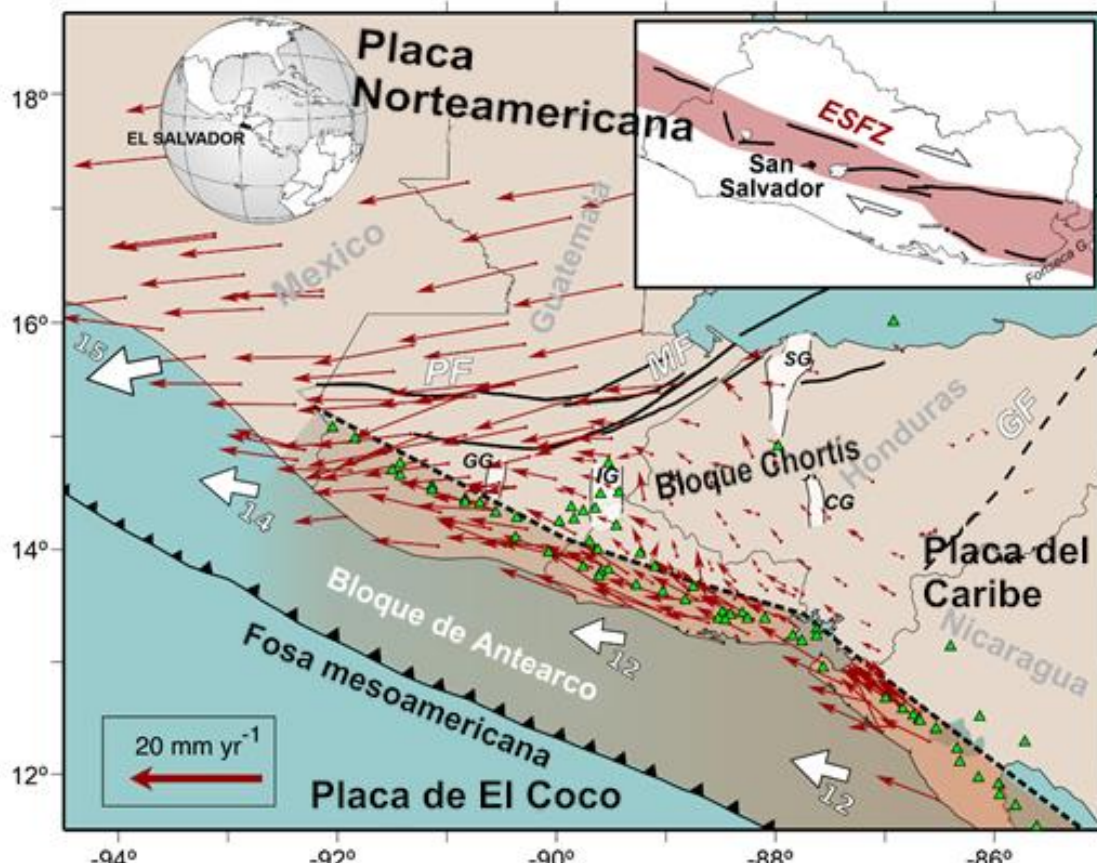 Placa
Norteamericana
EL SALVADOR
ESFZ
San
Salvador
Fonseca G.
18º
16º
14º
12º
Mexico
Guatemala
PF
MF
SG
GF
Honduras
Bloque Chortís
GG
IG
CG
15
14
12
12
Placa del
Caribe
Nicaragua
Bloque de Antearco
Fosa mesoamericana
20 mm yr-1
Placa de El Coco
-94º
-92º
-90º
-88º
-86º